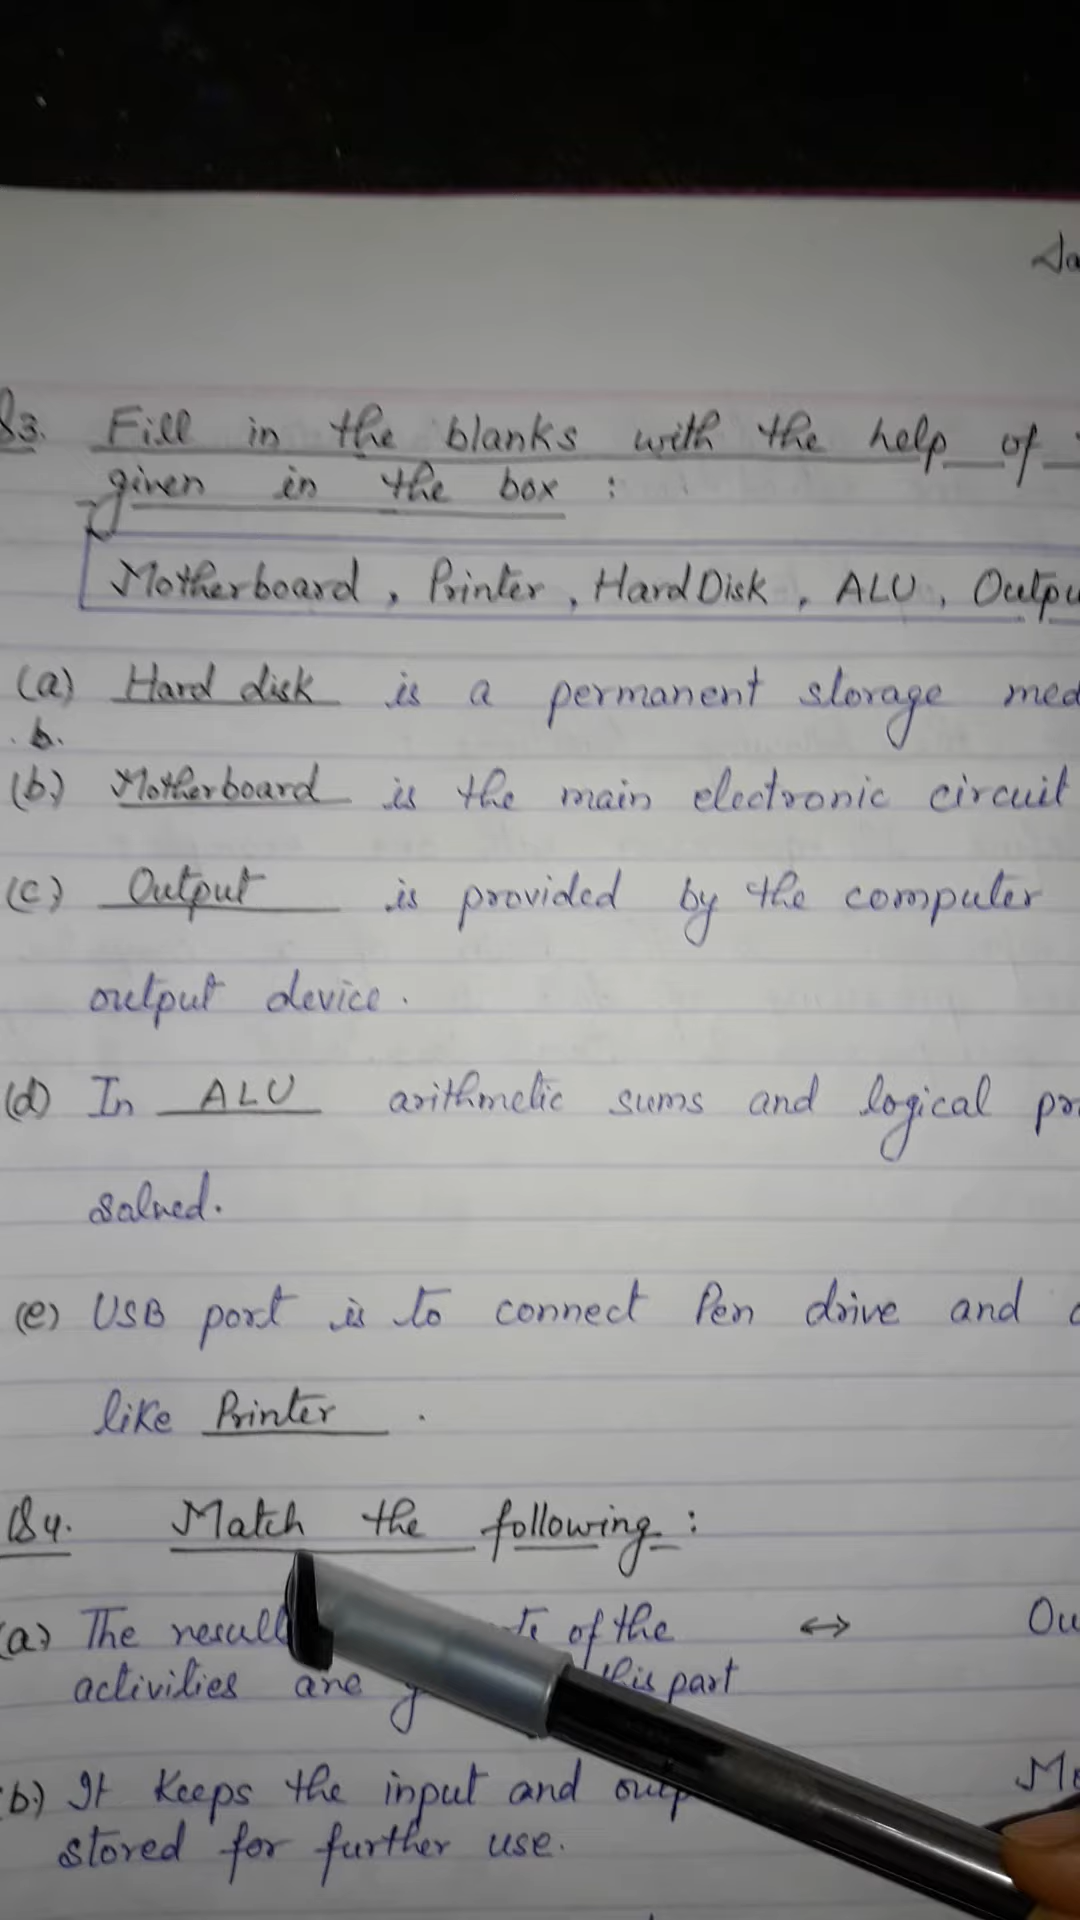 Q3. Fill in the blanks with the help of
given in the box :
Motherboard, Printer, Hard Disk, ALU, Outpu
(a) Hard disk is a permanent storage med
b.
(b) Motherboard is the main electronic circuit
(c) Output is provided by the computer
output device.
(d) In ALU arithmetic sums and logical pr
solved.
(e) USB port is to connect Pen drive and
like Printer .
Q4. Match the following :
(a) The result of the ↔ Ou
activities are this part
(b) It keeps the input and outp
stored for further use.